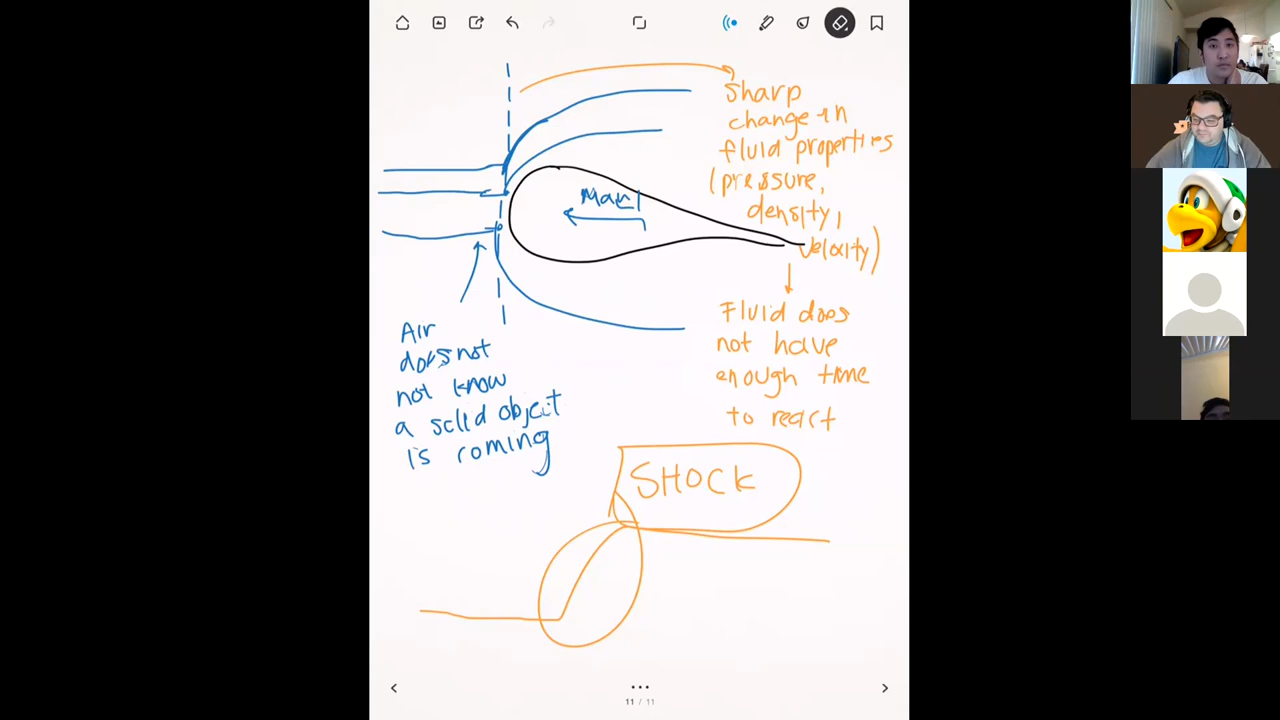 Sharp
change in
fluid properties
(pressure,
density,
velocity)
Mach 1
Fluid does
not have
enough time
to react
Air
does not
not know
a solid object
is coming
SHOCK
11 / 11